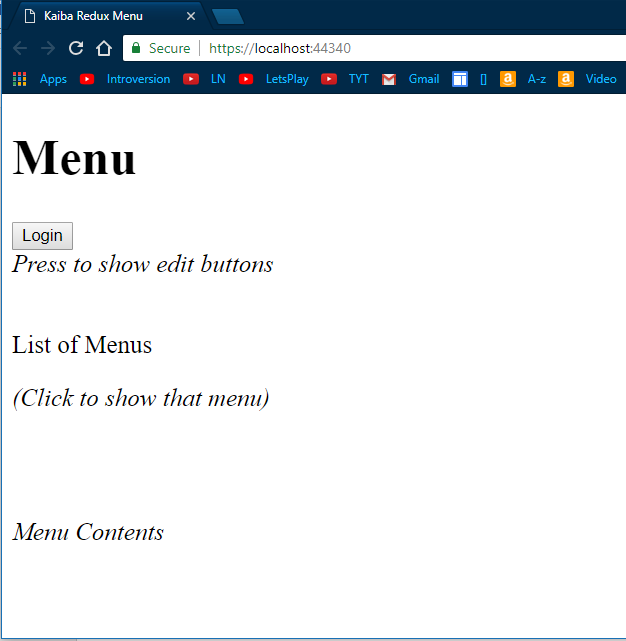 Kaiba Redux Menu
Secure https://localhost:44340
Apps Introversion LN LetsPlay TYT Gmail [] A-z Video
Menu
Login
Press to show edit buttons
List of Menus
(Click to show that menu)
Menu Contents